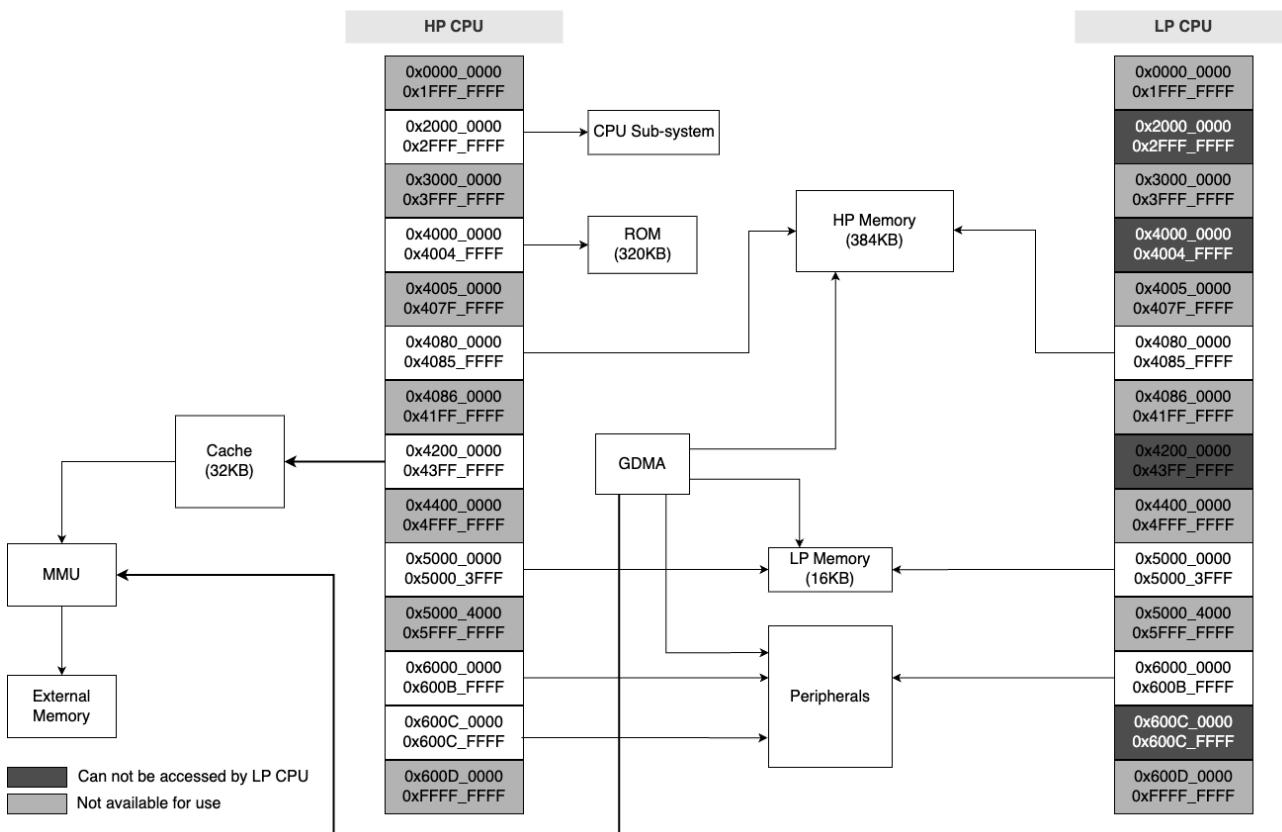 HP CPU
LP CPU
0x0000_0000
0x1FFF_FFFF
0x2000_0000
0x2FFF_FFFF
0x3000_0000
0x3FFF_FFFF
0x4000_0000
0x4004_FFFF
0x4005_0000
0x407F_FFFF
0x4080_0000
0x4085_FFFF
0x4086_0000
0x41FF_FFFF
0x4200_0000
0x43FF_FFFF
0x4400_0000
0x4FFF_FFFF
0x5000_0000
0x5000_3FFF
0x5000_4000
0x5FFF_FFFF
0x6000_0000
0x600B_FFFF
0x600C_0000
0x600C_FFFF
0x600D_0000
0xFFFF_FFFF
CPU Sub-system
ROM
(320KB)
HP Memory
(384KB)
Cache
(32KB)
GDMA
MMU
LP Memory
(16KB)
External
Memory
Peripherals
0x0000_0000
0x1FFF_FFFF
0x2000_0000
0x2FFF_FFFF
0x3000_0000
0x3FFF_FFFF
0x4000_0000
0x4004_FFFF
0x4005_0000
0x407F_FFFF
0x4080_0000
0x4085_FFFF
0x4086_0000
0x41FF_FFFF
0x4200_0000
0x43FF_FFFF
0x4400_0000
0x4FFF_FFFF
0x5000_0000
0x5000_3FFF
0x5000_4000
0x5FFF_FFFF
0x6000_0000
0x600B_FFFF
0x600C_0000
0x600C_FFFF
0x600D_0000
0xFFFF_FFFF
Can not be accessed by LP CPU
Not available for use